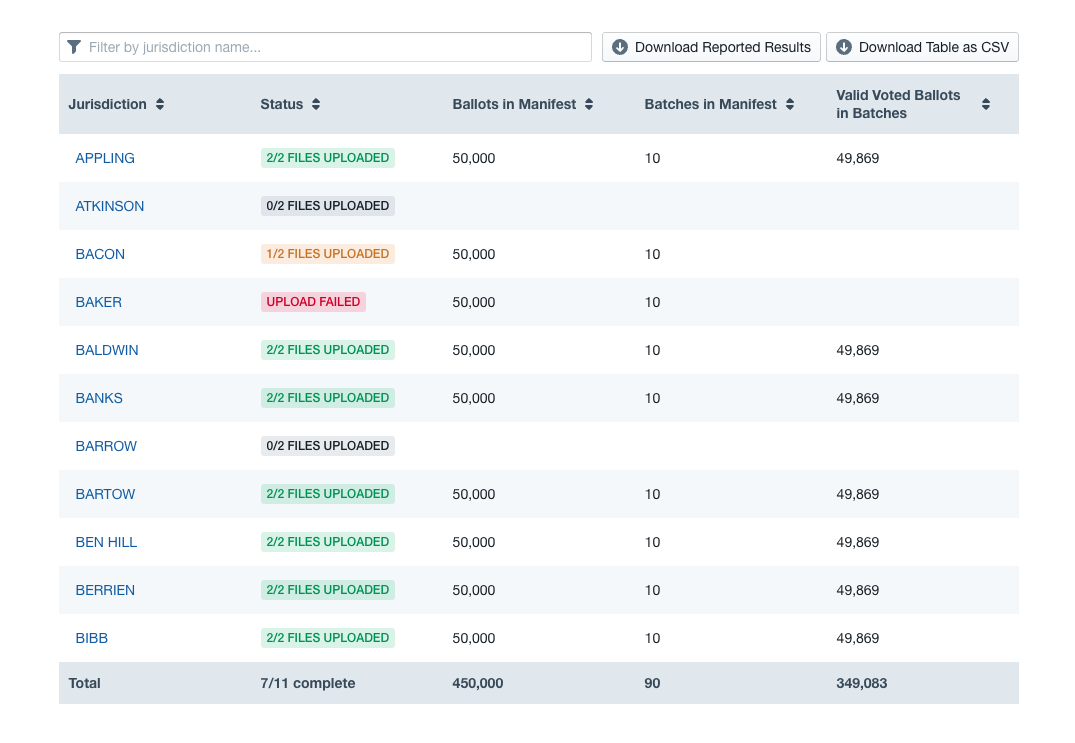 Filter by jurisdiction name... Download Reported Results Download Table as CSV
Jurisdiction Status Ballots in Manifest Batches in Manifest Valid Voted Ballots in Batches
APPLING 2/2 FILES UPLOADED 50,000 10 49,869
ATKINSON 0/2 FILES UPLOADED
BACON 1/2 FILES UPLOADED 50,000 10
BAKER UPLOAD FAILED 50,000 10
BALDWIN 2/2 FILES UPLOADED 50,000 10 49,869
BANKS 2/2 FILES UPLOADED 50,000 10 49,869
BARROW 0/2 FILES UPLOADED
BARTOW 2/2 FILES UPLOADED 50,000 10 49,869
BEN HILL 2/2 FILES UPLOADED 50,000 10 49,869
BERRIEN 2/2 FILES UPLOADED 50,000 10 49,869
BIBB 2/2 FILES UPLOADED 50,000 10 49,869
Total 7/11 complete 450,000 90 349,083